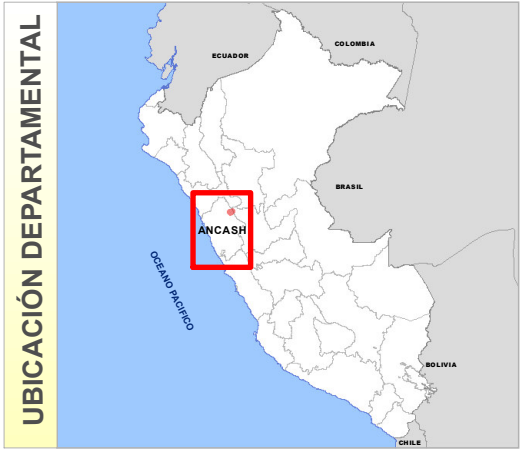 UBICACIÓN DEPARTAMENTAL
COLOMBIA
ECUADOR
BRASIL
ANCASH
OCEANO PACIFICO
BOLIVIA
CHILE